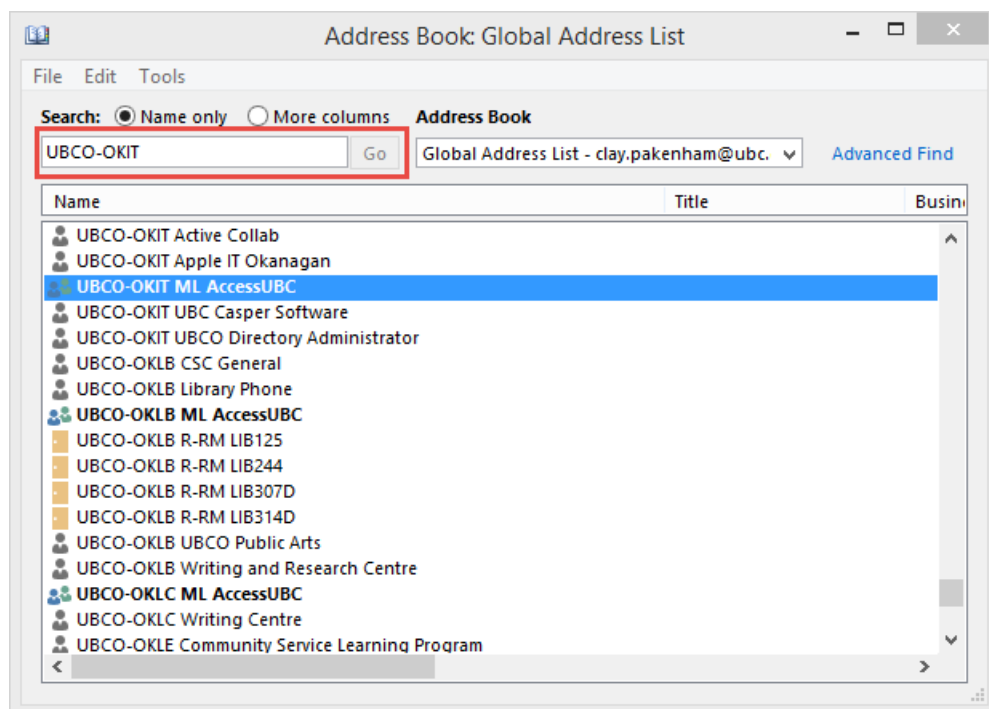 Address Book: Global Address List
File Edit Tools
Search: Name only More columns Address Book
UBCO-OKIT Go Global Address List - clay.pakenham@ubc. Advanced Find
Name Title Busin
UBCO-OKIT Active Collab
UBCO-OKIT Apple IT Okanagan
UBCO-OKIT ML AccessUBC
UBCO-OKIT UBC Casper Software
UBCO-OKIT UBCO Directory Administrator
UBCO-OKLB CSC General
UBCO-OKLB Library Phone
UBCO-OKLB ML AccessUBC
UBCO-OKLB R-RM LIB125
UBCO-OKLB R-RM LIB244
UBCO-OKLB R-RM LIB307D
UBCO-OKLB R-RM LIB314D
UBCO-OKLB UBCO Public Arts
UBCO-OKLB Writing and Research Centre
UBCO-OKLC ML AccessUBC
UBCO-OKLC Writing Centre
UBCO-OKLE Community Service Learning Program